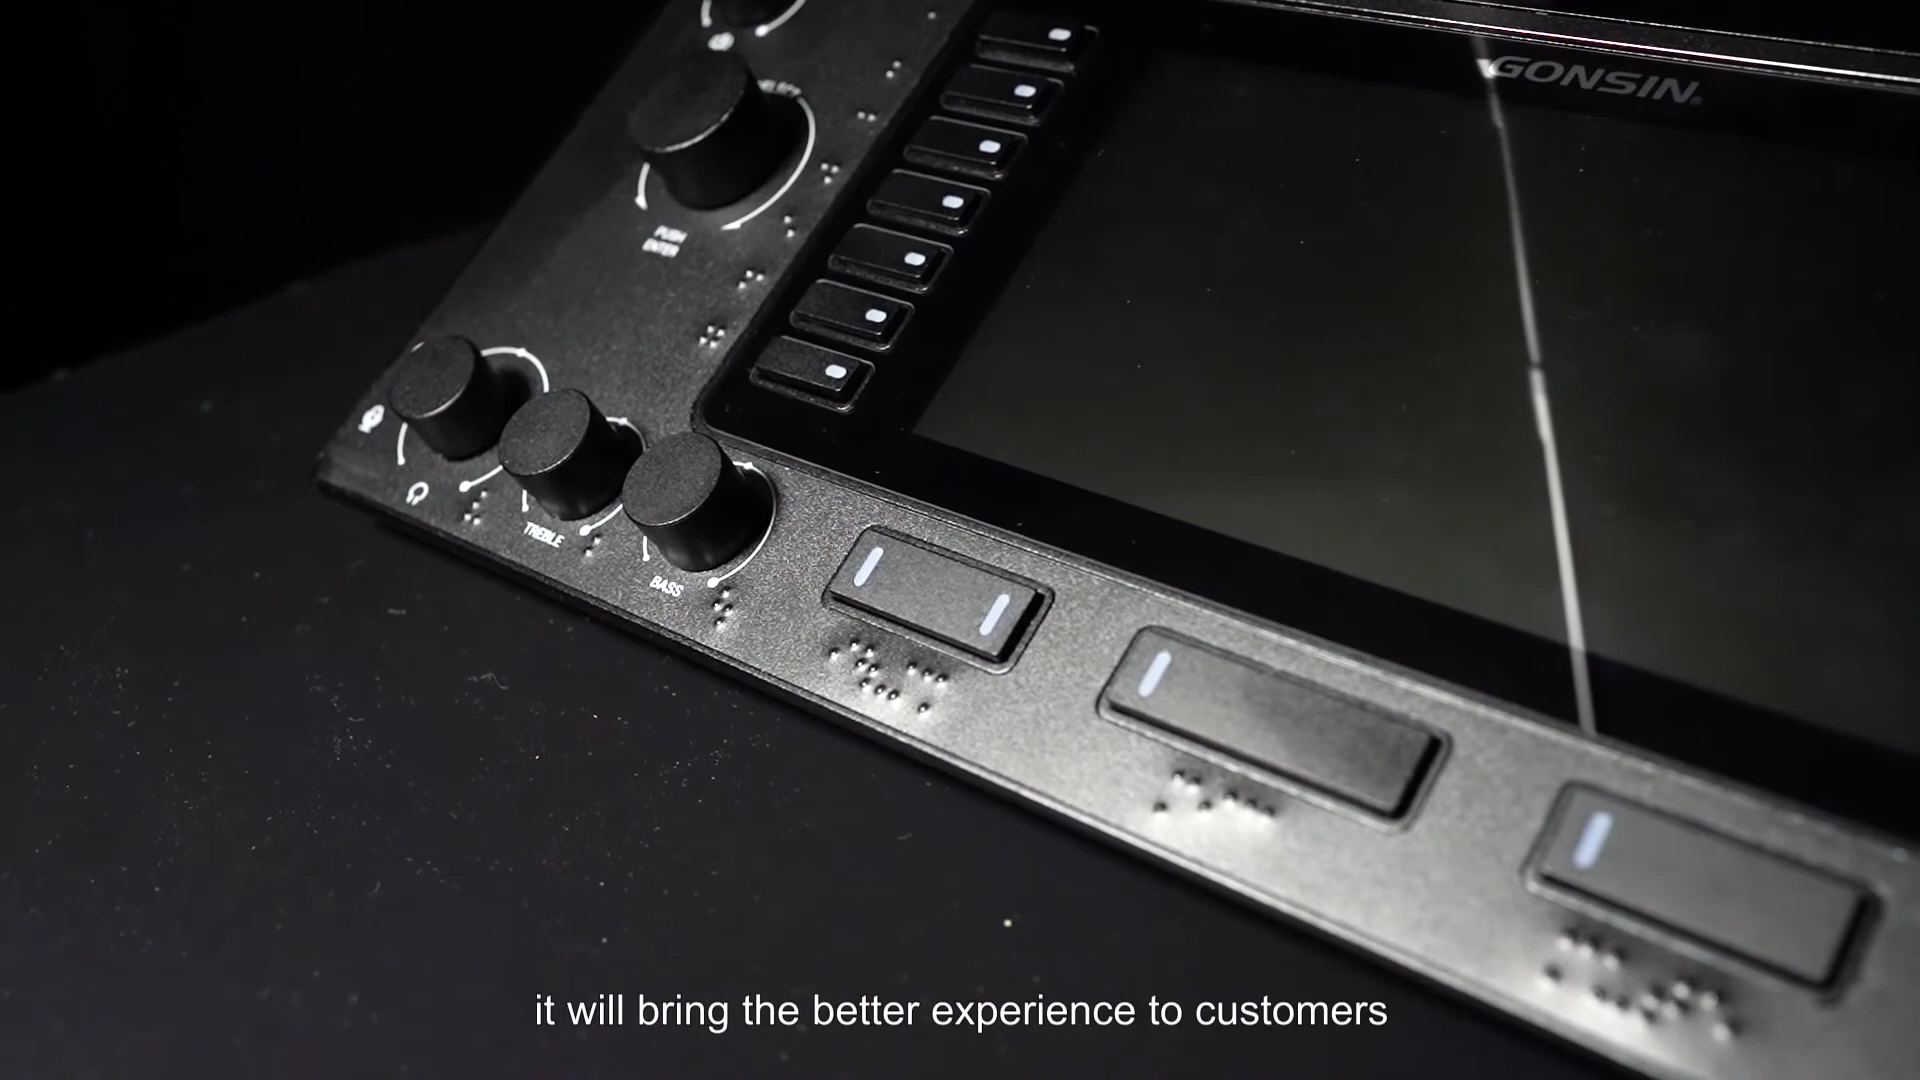 GONSIN®
PUSH
ENTER
TREBLE
BASS
it will bring the better experience to customers